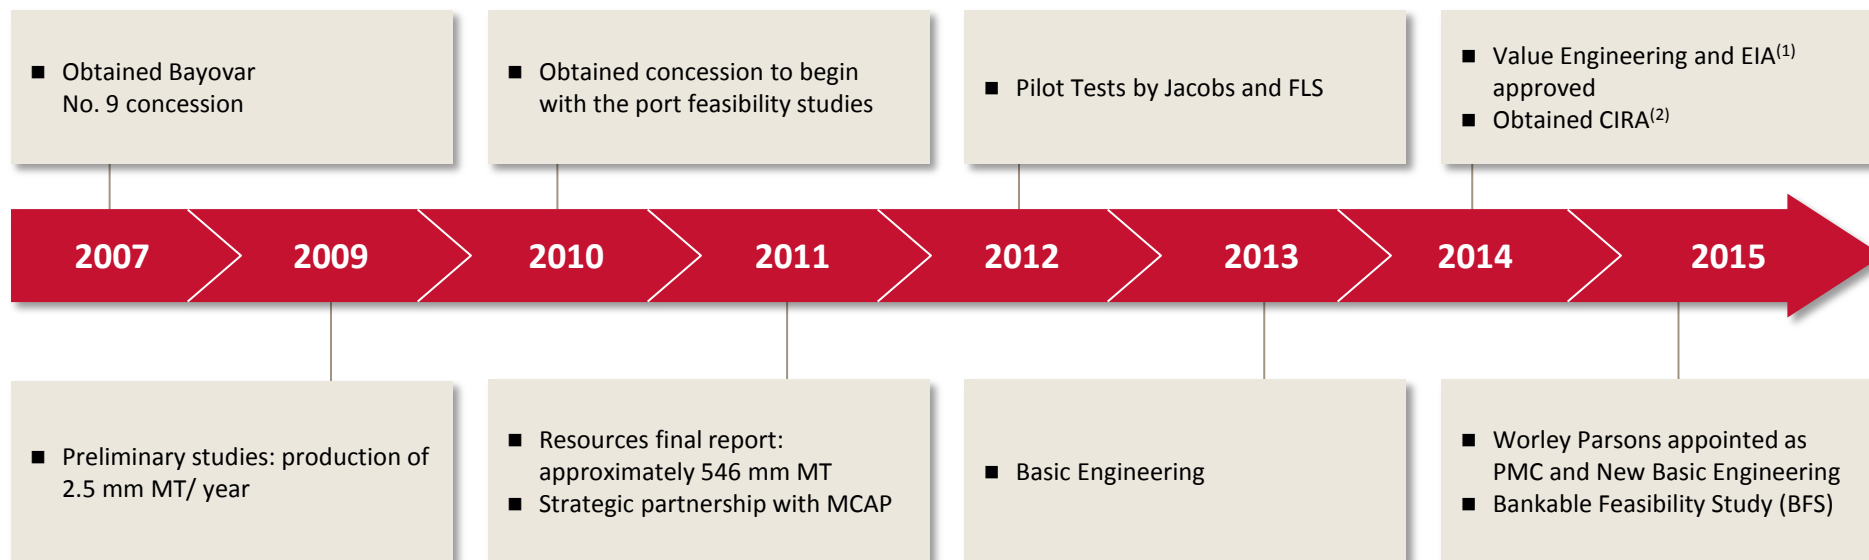 ■ Obtained Bayovar
No. 9 concession
■ Obtained concession to begin
with the port feasibility studies
■ Pilot Tests by Jacobs and FLS
■ Value Engineering and EIA(1)
approved
■ Obtained CIRA(2)
2007 2009 2010 2011 2012 2013 2014 2015
■ Preliminary studies: production of
2.5 mm MT/ year
■ Resources final report:
approximately 546 mm MT
■ Strategic partnership with MCAP
■ Basic Engineering
■ Worley Parsons appointed as
PMC and New Basic Engineering
■ Bankable Feasibility Study (BFS)